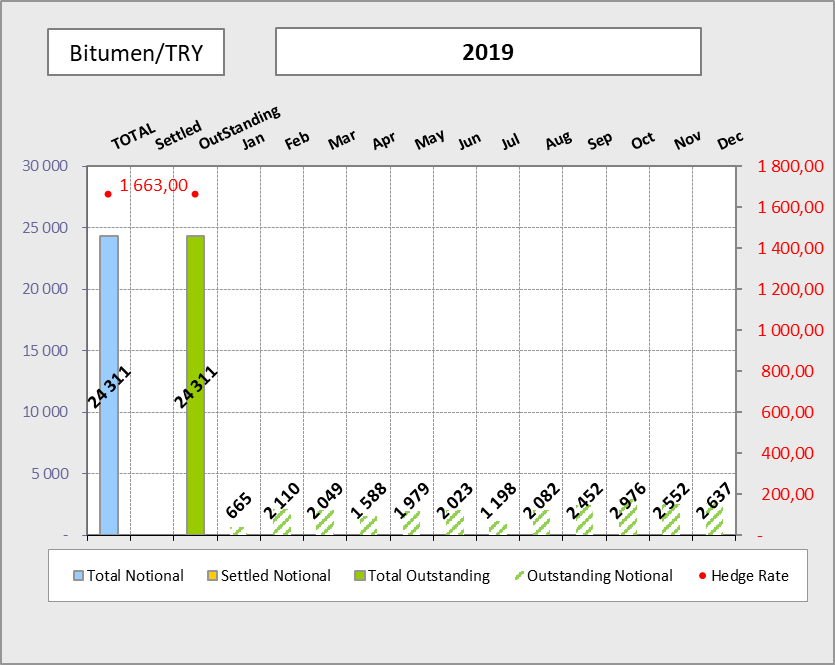 Bitumen/TRY
2019
TOTAL Settled OutStanding Jan Feb Mar Apr May Jun Jul Aug Sep Oct Nov Dec
30 000 1 800,00
1 663,00
1 600,00
25 000
1 400,00
20 000 1 200,00
1 000,00
15 000
800,00
24 311 24 311
10 000 600,00
400,00
5 000
200,00
665 2 110 2 049 1 588 1 979 2 023 1 198 2 082 2 452 2 976 2 552 2 637
- -
Total Notional Settled Notional Total Outstanding Outstanding Notional Hedge Rate